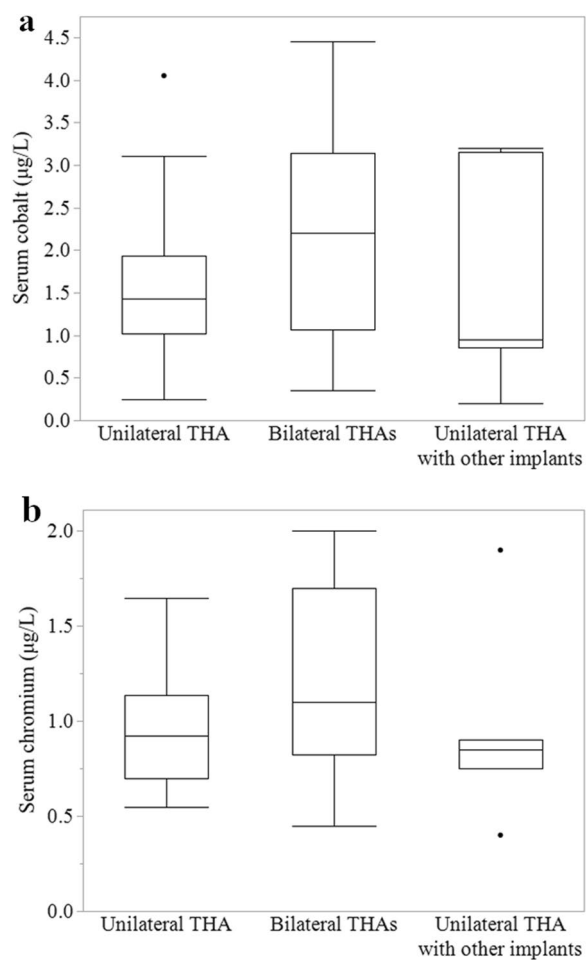 a
Serum cobalt (µg/L)
4.5
4.0
3.5
3.0
2.5
2.0
1.5
1.0
0.5
0.0
Unilateral THA
Bilateral THAs
Unilateral THA
with other implants
b
Serum chromium (µg/L)
2.0
1.5
1.0
0.5
0.0
Unilateral THA
Bilateral THAs
Unilateral THA
with other implants